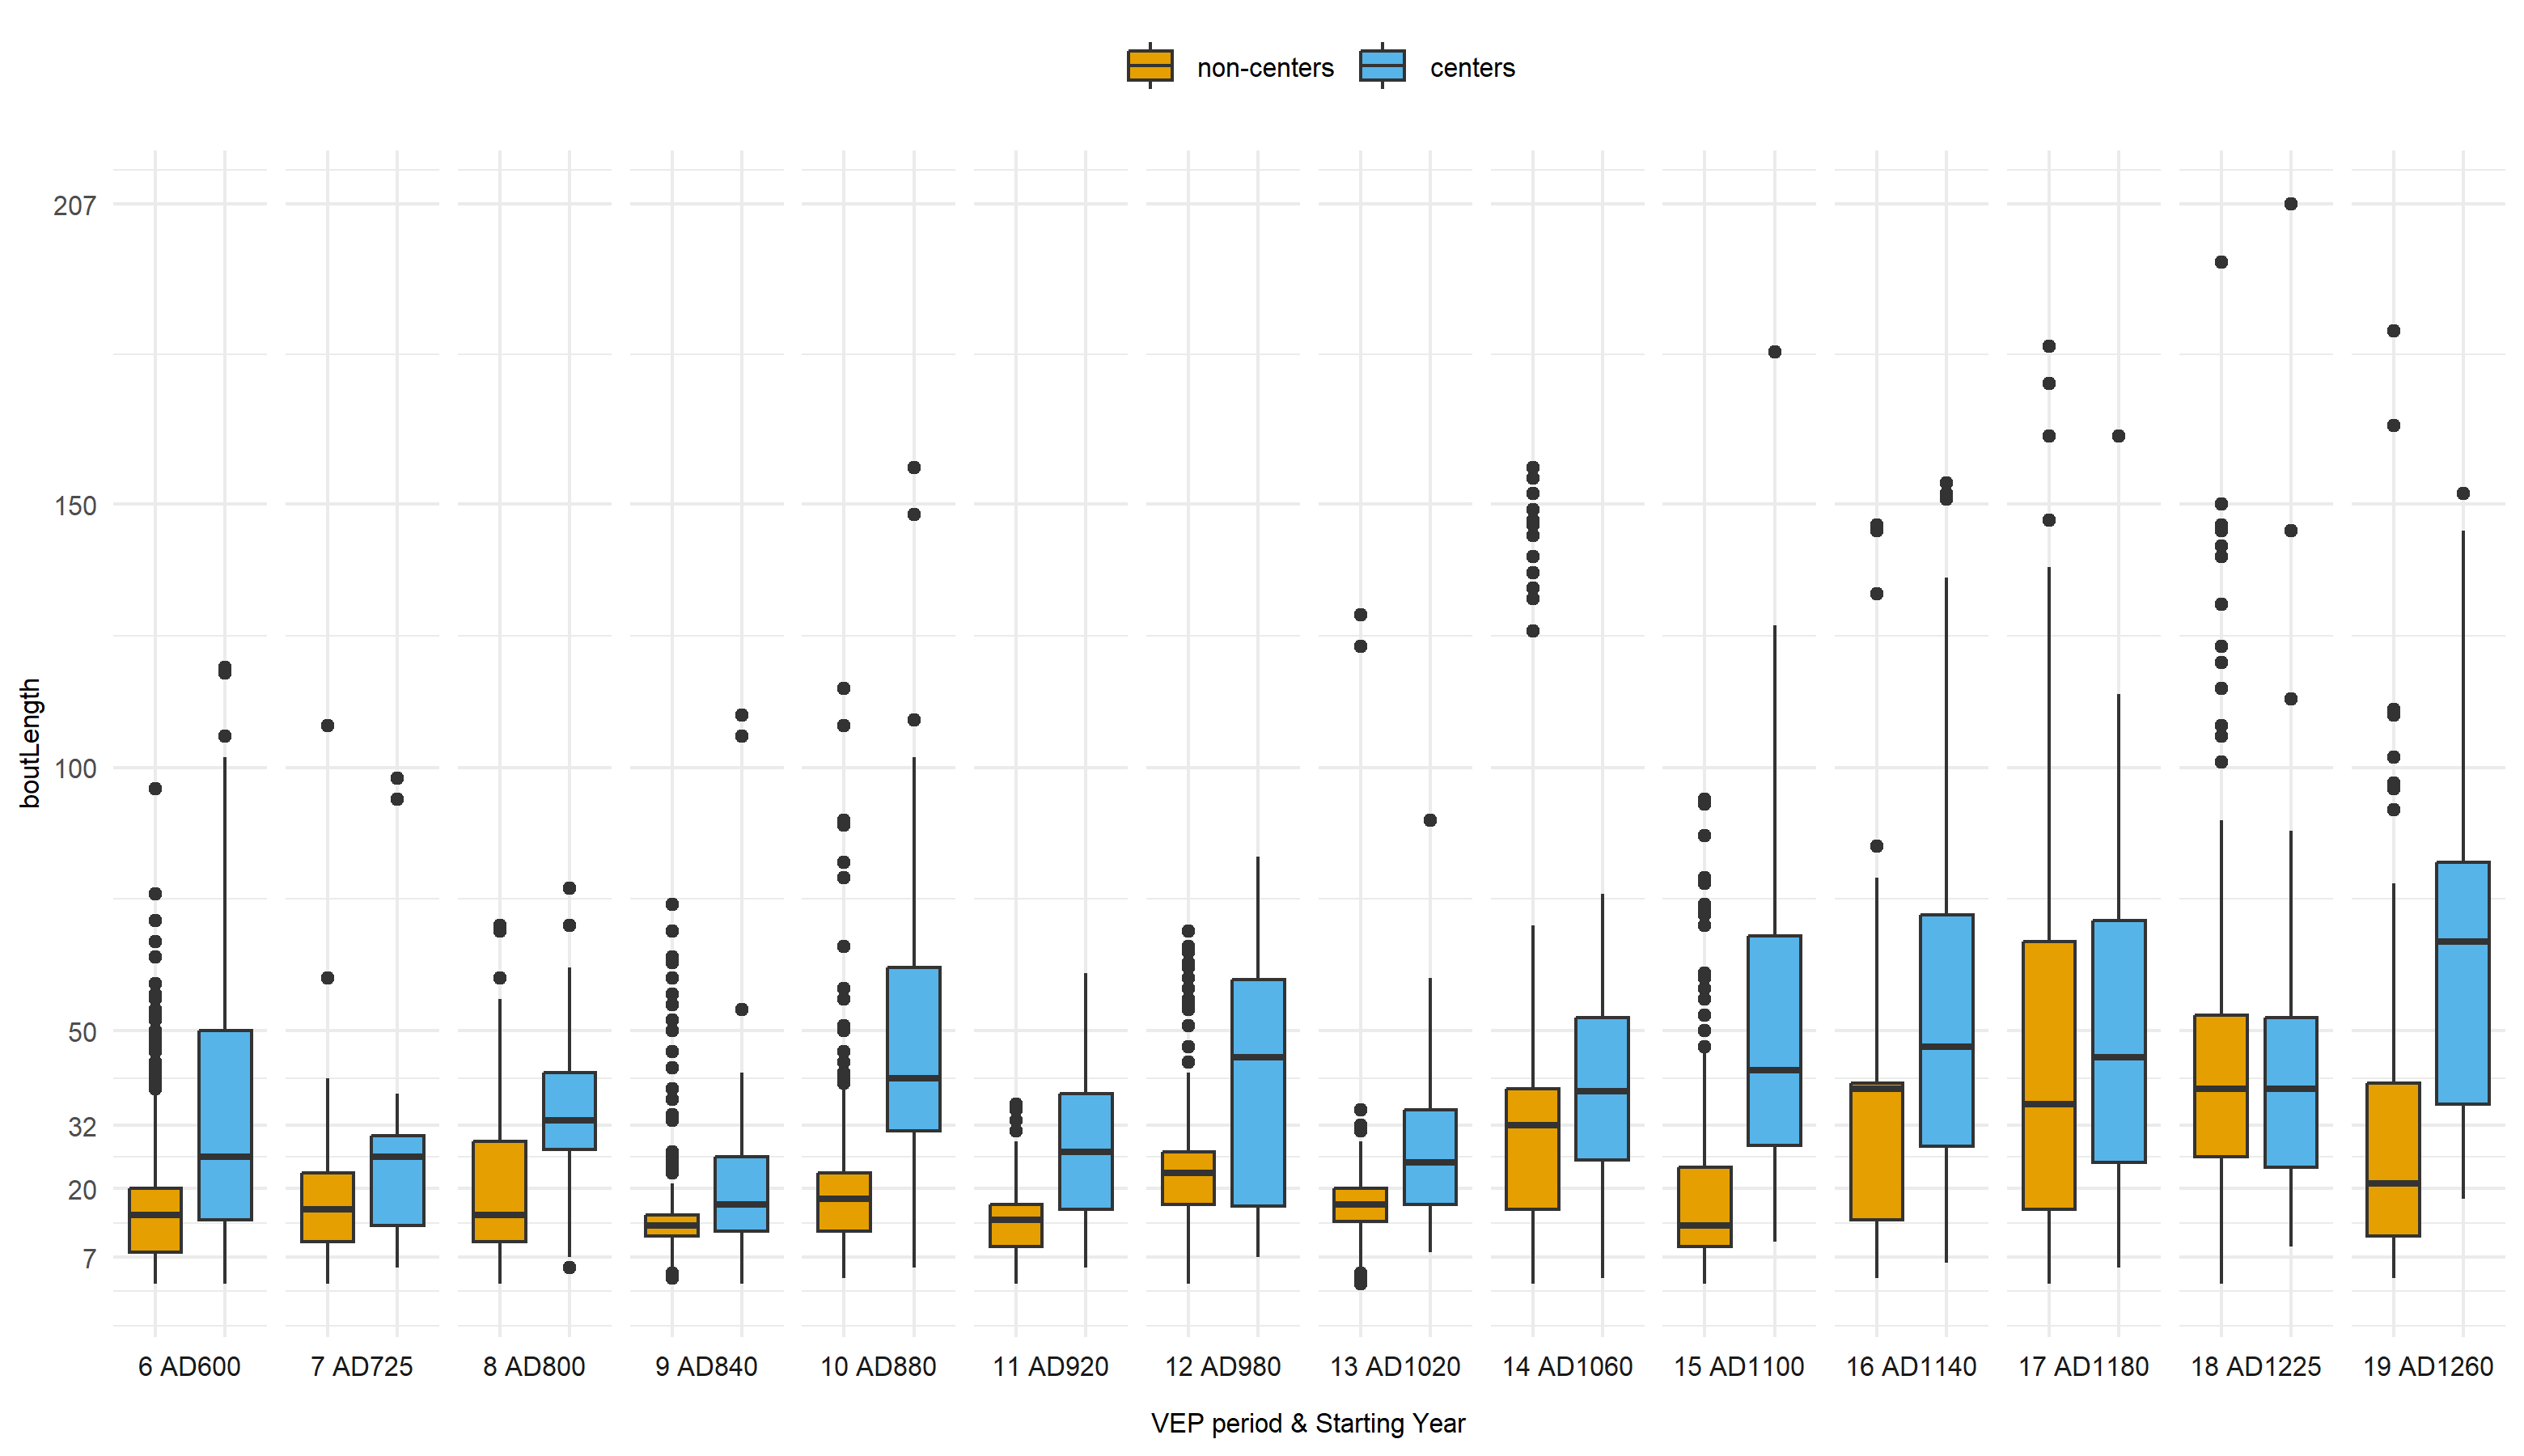 non-centers centers
207
150
100
50
32
20
7
boutLength
6 AD600 7 AD725 8 AD800 9 AD840 10 AD880 11 AD920 12 AD980 13 AD1020 14 AD1060 15 AD1100 16 AD1140 17 AD1180 18 AD1225 19 AD1260
VEP period & Starting Year